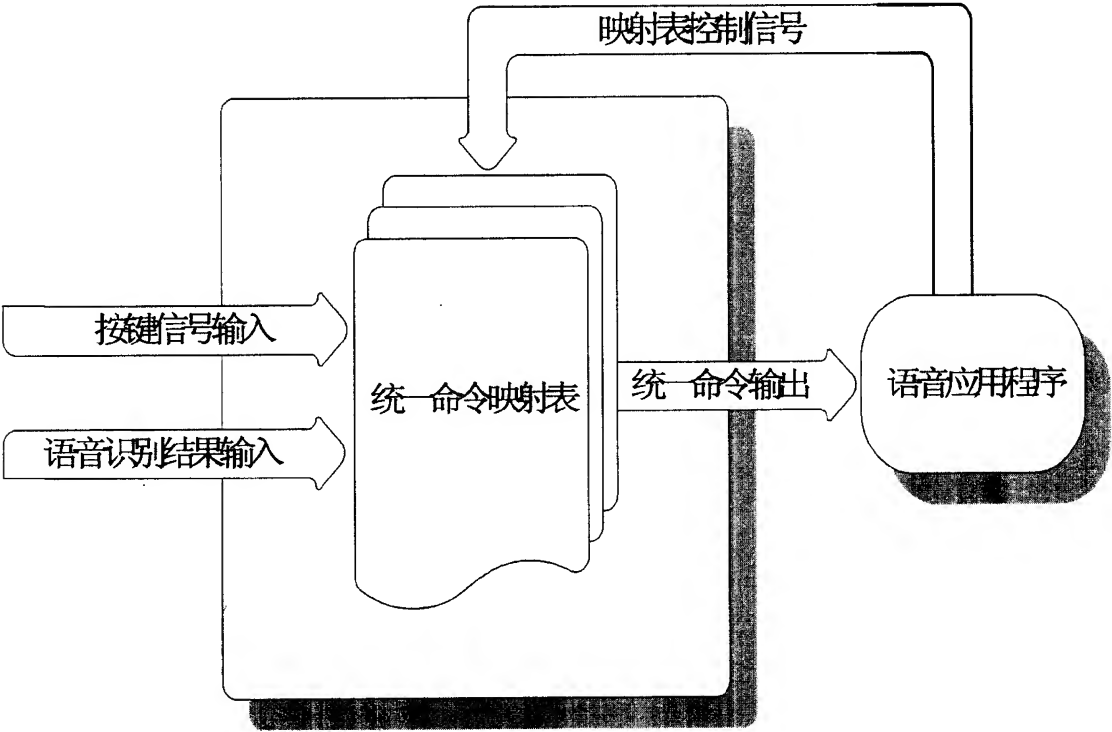 映射表控制信号
按键信号输入
统一命令映射表
统一命令输出
语音应用程序
语音识别结果输入